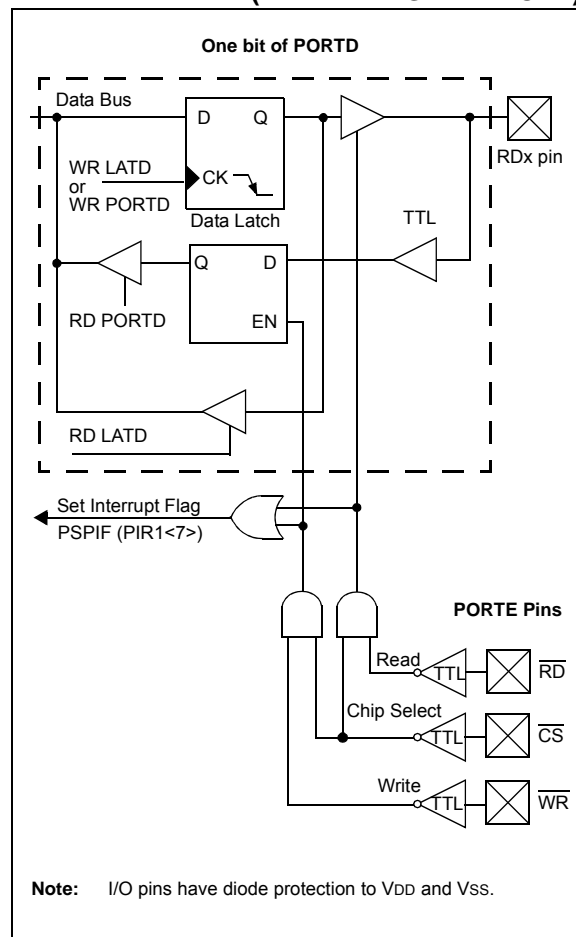 One bit of PORTD
Data Bus
D Q
RDx pin
WR LATD
or
WR PORTD
CK
Data Latch
TTL
Q D
EN
RD PORTD
RD LATD
Set Interrupt Flag
PSPIF (PIR1<7>)
PORTE Pins
Read
TTL
RD
Chip Select
TTL
CS
Write
TTL
WR
Note: I/O pins have diode protection to VDD and VSS.